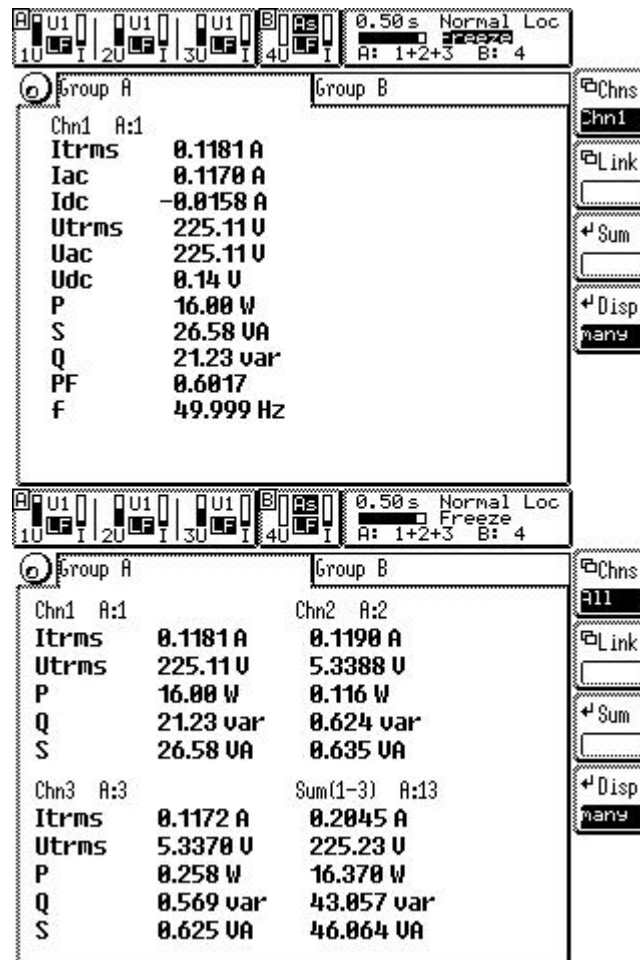 A U1 U1 U1 B As 0.50 s Normal Loc
LF LF LF LF Freeze
1U I 2U I 3U I 4U I A: 1+2+3 B: 4
Group A Group B
Chns
Chn1
Link
Sum
Disp
many
Chn1 A:1
Itrms 0.1181 A
Iac 0.1170 A
Idc -0.0158 A
Utrms 225.11 V
Uac 225.11 V
Udc 0.14 V
P 16.00 W
S 26.58 VA
Q 21.23 var
PF 0.6017
f 49.999 Hz
A U1 U1 U1 B As 0.50 s Normal Loc
LF LF LF LF Freeze
1U I 2U I 3U I 4U I A: 1+2+3 B: 4
Group A Group B
Chns
All
Link
Sum
Disp
many
Chn1 A:1 Chn2 A:2
Itrms 0.1181 A 0.1190 A
Utrms 225.11 V 5.3388 V
P 16.00 W 0.116 W
Q 21.23 var 0.624 var
S 26.58 VA 0.635 VA
Chn3 A:3 Sum(1-3) A:13
Itrms 0.1172 A 0.2045 A
Utrms 5.3370 V 225.23 V
P 0.258 W 16.370 W
Q 0.569 var 43.057 var
S 0.625 VA 46.064 VA